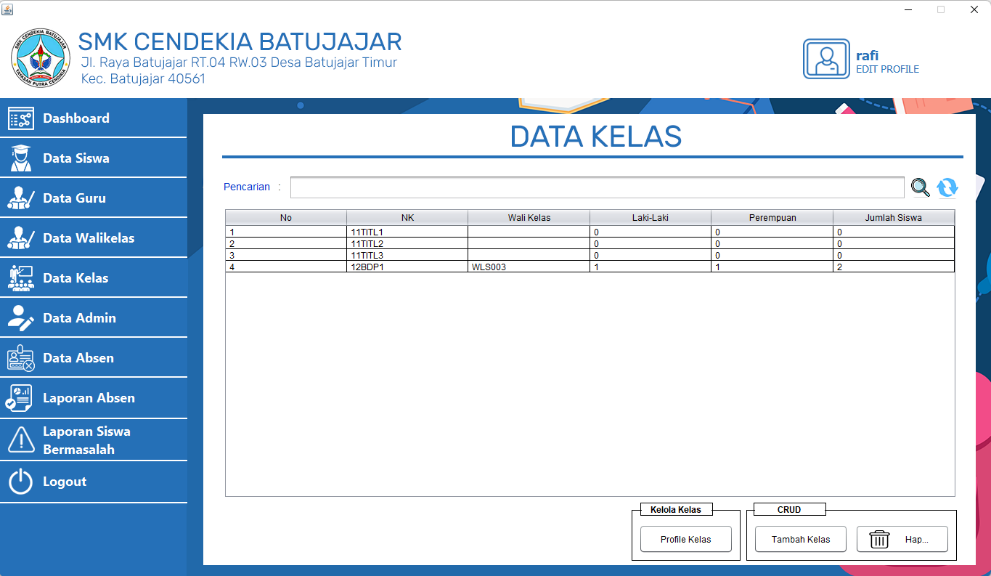 SMK CENDEKIA BATUJAJAR
Jl. Raya Batujajar RT.04 RW.03 Desa Batujajar Timur
Kec. Batujajar 40561
rafi
EDIT PROFILE
Dashboard
Data Siswa
Data Guru
Data Walikelas
Data Kelas
Data Admin
Data Absen
Laporan Absen
Laporan Siswa
Bermasalah
Logout
DATA KELAS
Pencarian :
No NK Wali Kelas Laki-Laki Perempuan Jumlah Siswa
1 11TITL1 0 0 0
2 11TITL2 0 0 0
3 11TITL3 0 0 0
4 12BDP1 WLS003 1 1 2
Kelola Kelas
Profile Kelas
CRUD
Tambah Kelas
Hap...